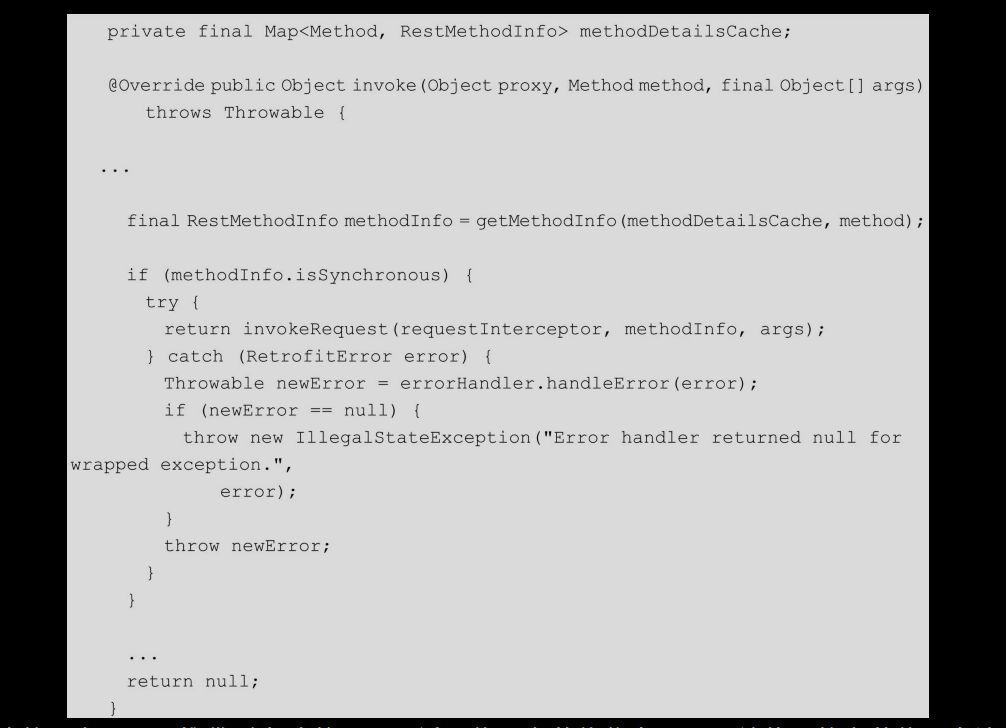 private final Map<Method, RestMethodInfo> methodDetailsCache;
@Override public Object invoke(Object proxy, Method method, final Object[] args)
throws Throwable {
...
final RestMethodInfo methodInfo = getMethodInfo(methodDetailsCache, method);
if (methodInfo.isSynchronous) {
try {
return invokeRequest(requestInterceptor, methodInfo, args);
} catch (RetrofitError error) {
Throwable newError = errorHandler.handleError(error);
if (newError == null) {
throw new IllegalStateException("Error handler returned null for
wrapped exception.",
error);
}
throw newError;
}
}
...
return null;
}